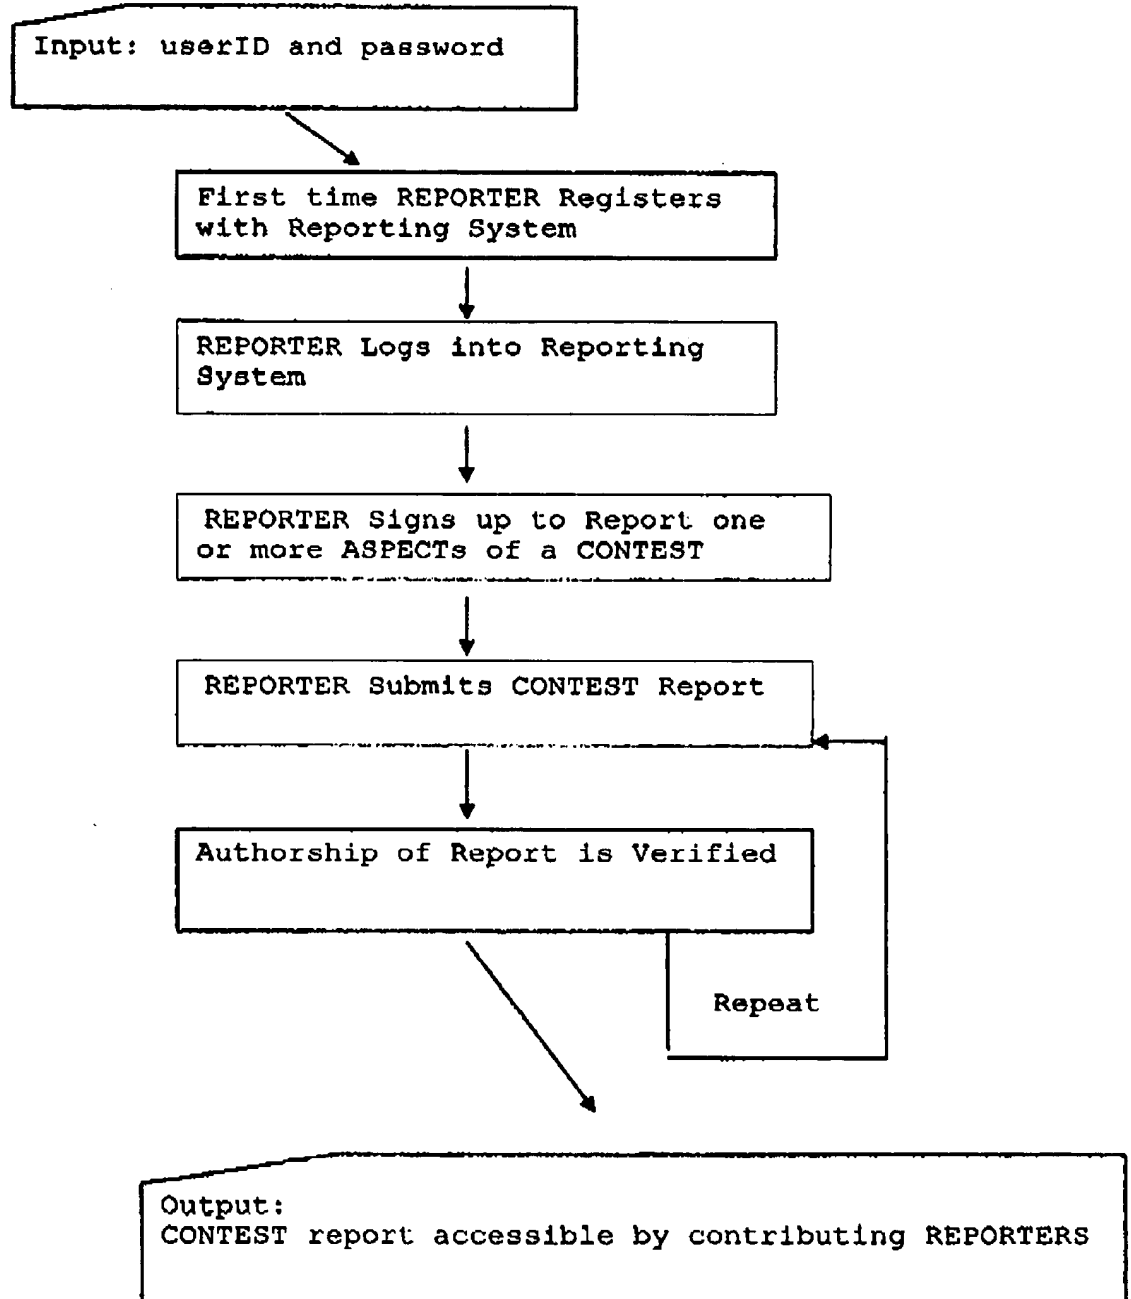 Input: userID and password
First time REPORTER Registers
with Reporting System
REPORTER Logs into Reporting
System
REPORTER Signs up to Report one
or more ASPECTs of a CONTEST
REPORTER Submits CONTEST Report
Authorship of Report is Verified
Repeat
Output:
CONTEST report accessible by contributing REPORTERS